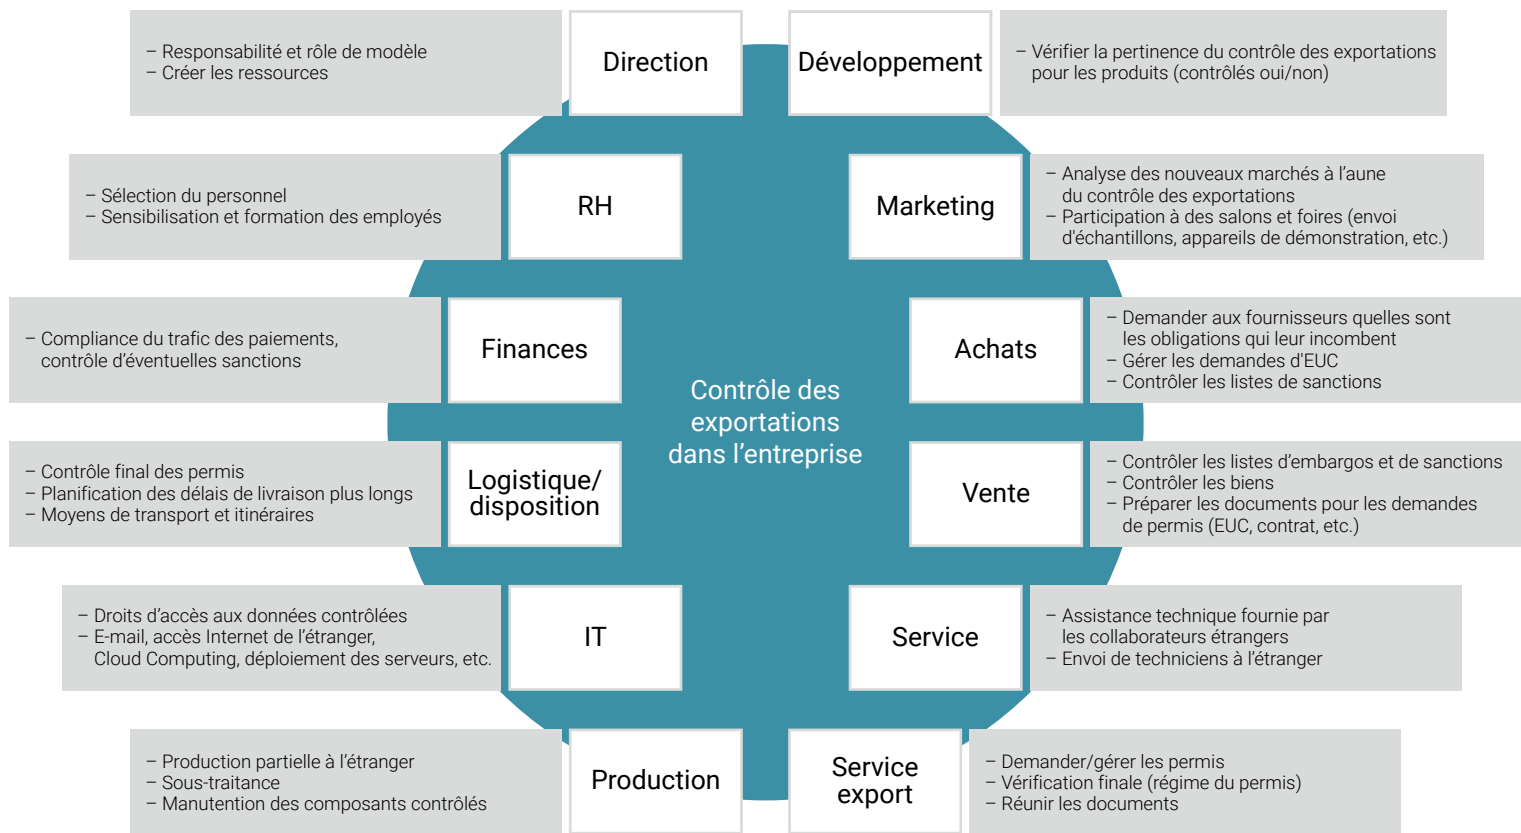 – Responsabilité et rôle de modèle
– Créer les ressources
Direction
Développement
– Vérifier la pertinence du contrôle des exportations
pour les produits (contrôlés oui/non)
– Sélection du personnel
– Sensibilisation et formation des employés
RH
Marketing
– Analyse des nouveaux marchés à l'aune
du contrôle des exportations
– Participation à des salons et foires (envoi
d'échantillons, appareils de démonstration, etc.)
– Compliance du trafic des paiements,
contrôle d’éventuelles sanctions
Finances
Achats
– Demander aux fournisseurs quelles sont
les obligations qui leur incombent
– Gérer les demandes d'EUC
– Contrôler les listes de sanctions
Contrôle des
exportations
dans l’entreprise
– Contrôle final des permis
– Planification des délais de livraison plus longs
– Moyens de transport et itinéraires
Logistique/
disposition
Vente
– Contrôler les listes d’embargos et de sanctions
– Contrôler les biens
– Préparer les documents pour les demandes
de permis (EUC, contrat, etc.)
– Droits d’accès aux données contrôlées
– E-mail, accès Internet de l’étranger,
Cloud Computing, déploiement des serveurs, etc.
IT
Service
– Assistance technique fournie par
les collaborateurs étrangers
– Envoi de techniciens à l’étranger
– Production partielle à l’étranger
– Sous-traitance
– Manutention des composants contrôlés
Production
Service
export
– Demander/gérer les permis
– Vérification finale (régime du permis)
– Réunir les documents